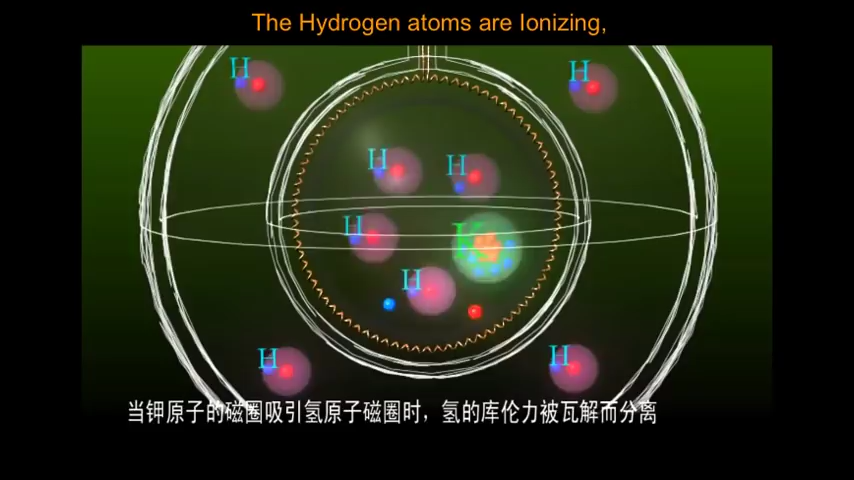 The Hydrogen atoms are Ionizing,
H H
H H
H K
H
H H
当钾原子的磁圈吸引氢原子磁圈时，氢的库伦力被瓦解而分离